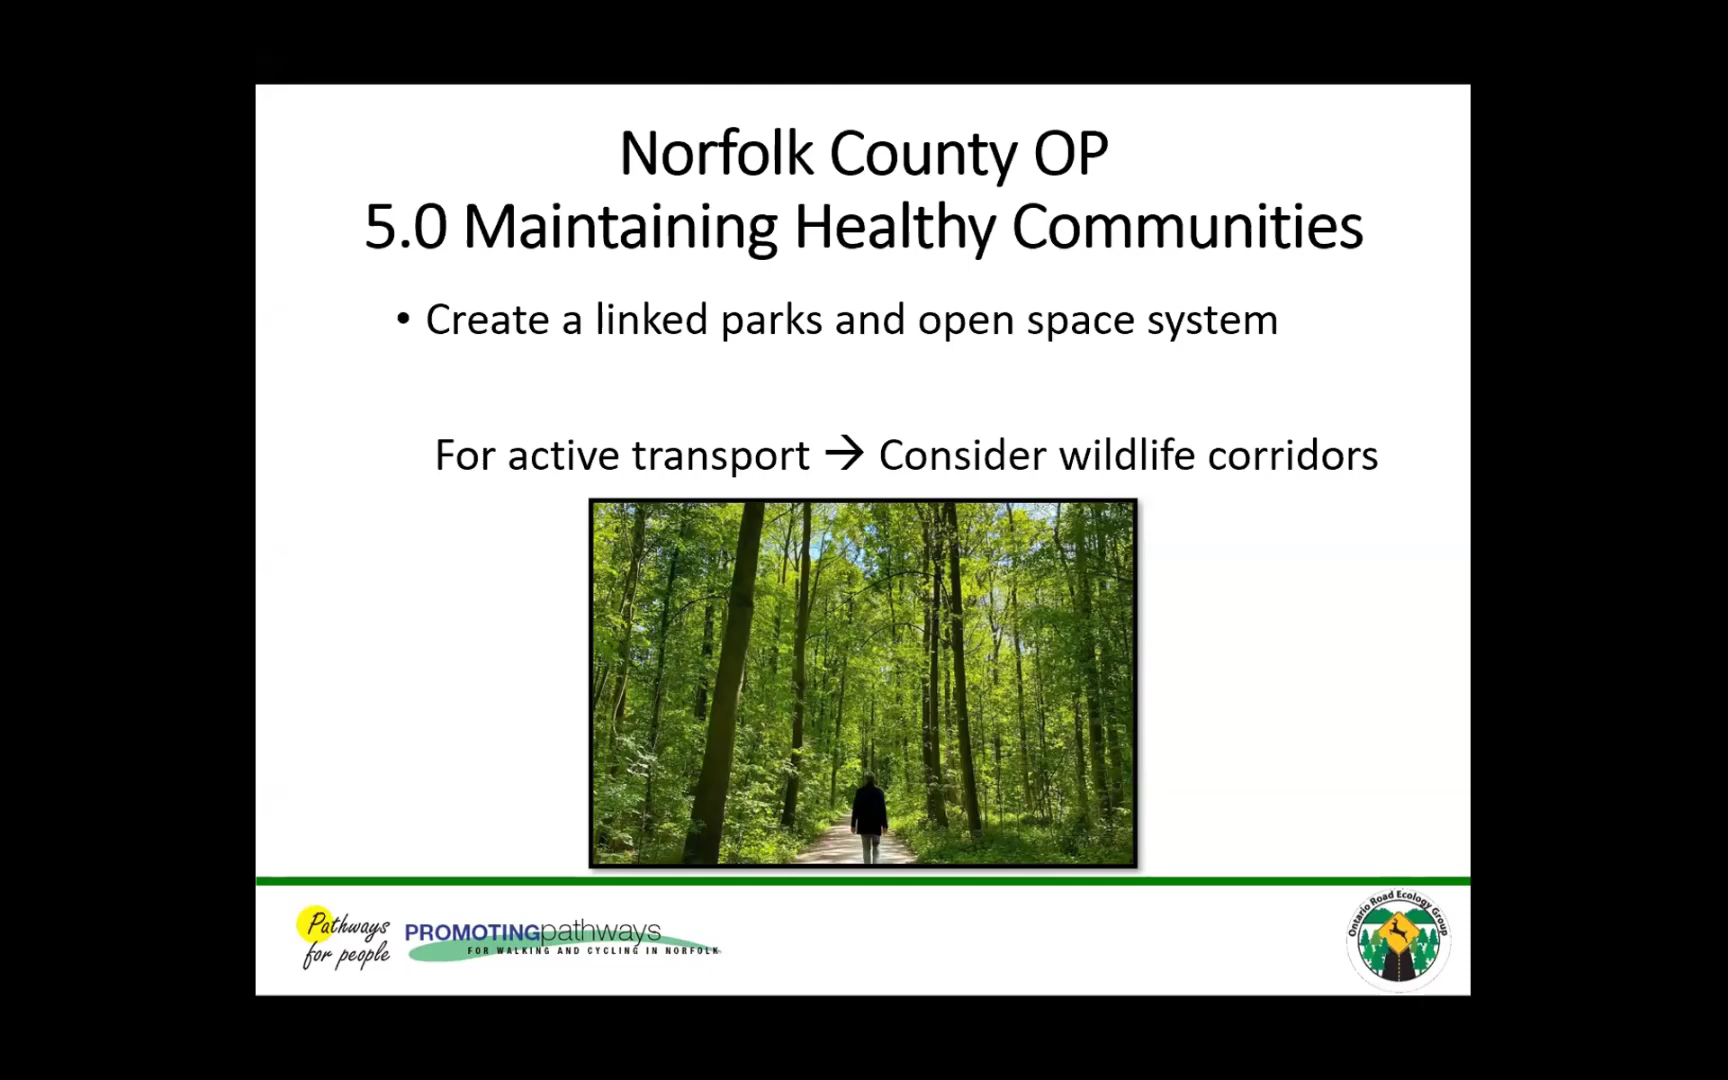 Norfolk County OP
5.0 Maintaining Healthy Communities
• Create a linked parks and open space system
For active transport → Consider wildlife corridors
Pathways
for people
PROMOTINGpathways
FOR WALKING AND CYCLING IN NORFOLK
Ontario Road Ecology Group